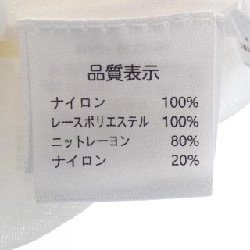 品質表示
ナイロン 100%
レースポリエステル 100%
ニットレーヨン 80%
ナイロン 20%